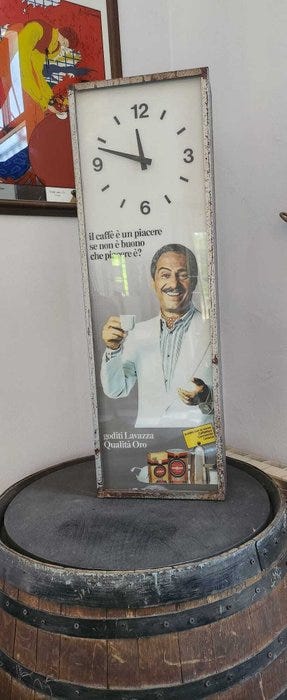 12
9
3
6
il caffè è un piacere
se non è buono
che piacere è?
goditi Lavazza
Qualità Oro